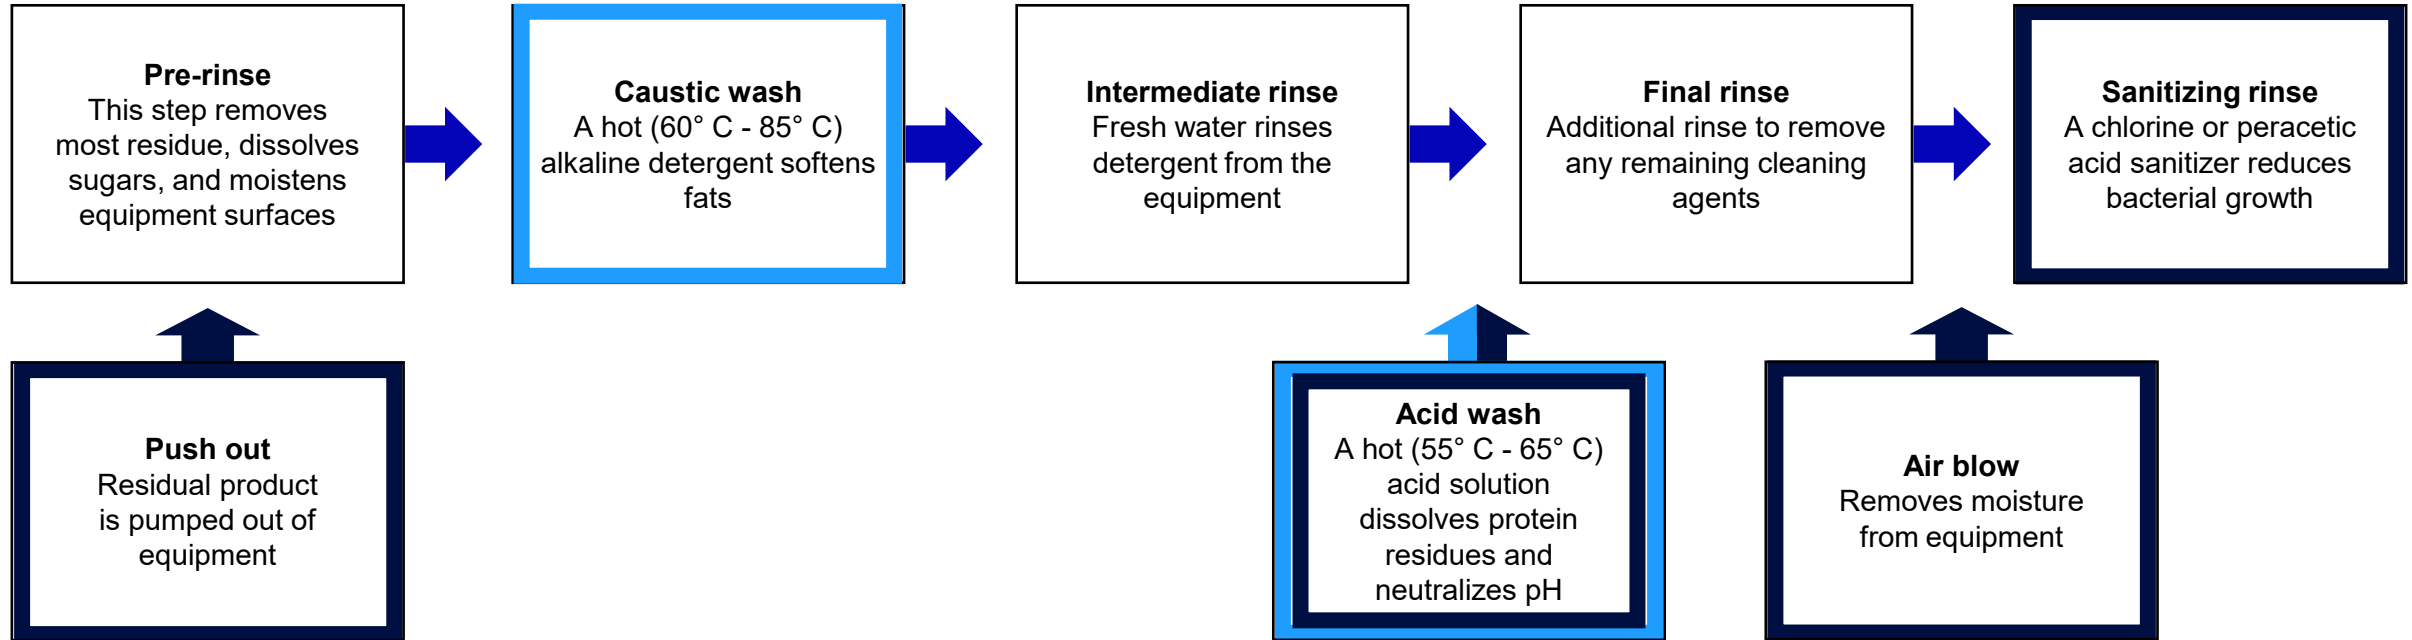 Pre-rinse
This step removes
most residue, dissolves
sugars, and moistens
equipment surfaces
Caustic wash
A hot (60° C - 85° C)
alkaline detergent softens
fats
Intermediate rinse
Fresh water rinses
detergent from the
equipment
Final rinse
Additional rinse to remove
any remaining cleaning
agents
Sanitizing rinse
A chlorine or peracetic
acid sanitizer reduces
bacterial growth
Push out
Residual product
is pumped out of
equipment
Acid wash
A hot (55° C - 65° C)
acid solution
dissolves protein
residues and
neutralizes pH
Air blow
Removes moisture
from equipment